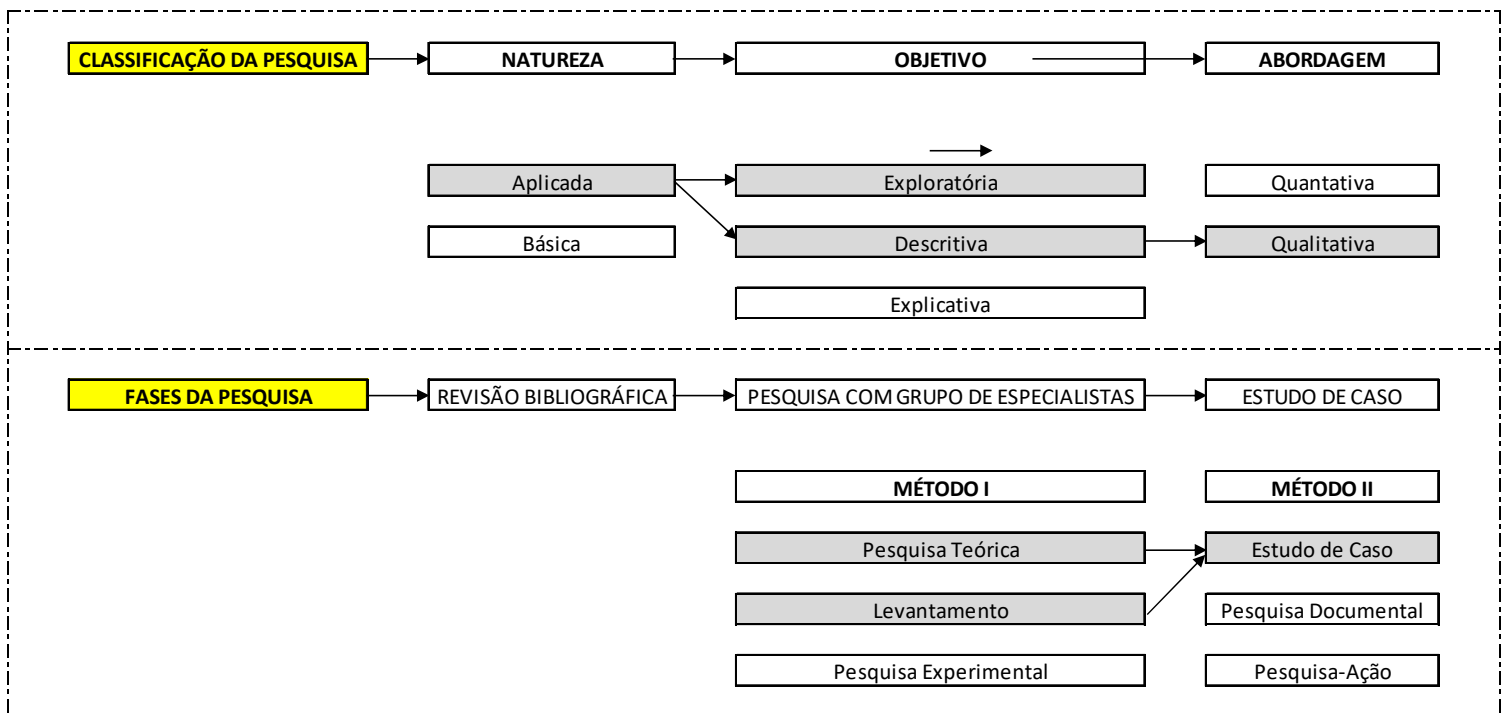 CLASSIFICAÇÃO DA PESQUISA
NATUREZA
OBJETIVO
ABORDAGEM
Aplicada
Exploratória
Quantativa
Básica
Descritiva
Qualitativa
Explicativa
FASES DA PESQUISA
REVISÃO BIBLIOGRÁFICA
PESQUISA COM GRUPO DE ESPECIALISTAS
ESTUDO DE CASO
MÉTODO I
MÉTODO II
Pesquisa Teórica
Estudo de Caso
Levantamento
Pesquisa Documental
Pesquisa Experimental
Pesquisa-Ação